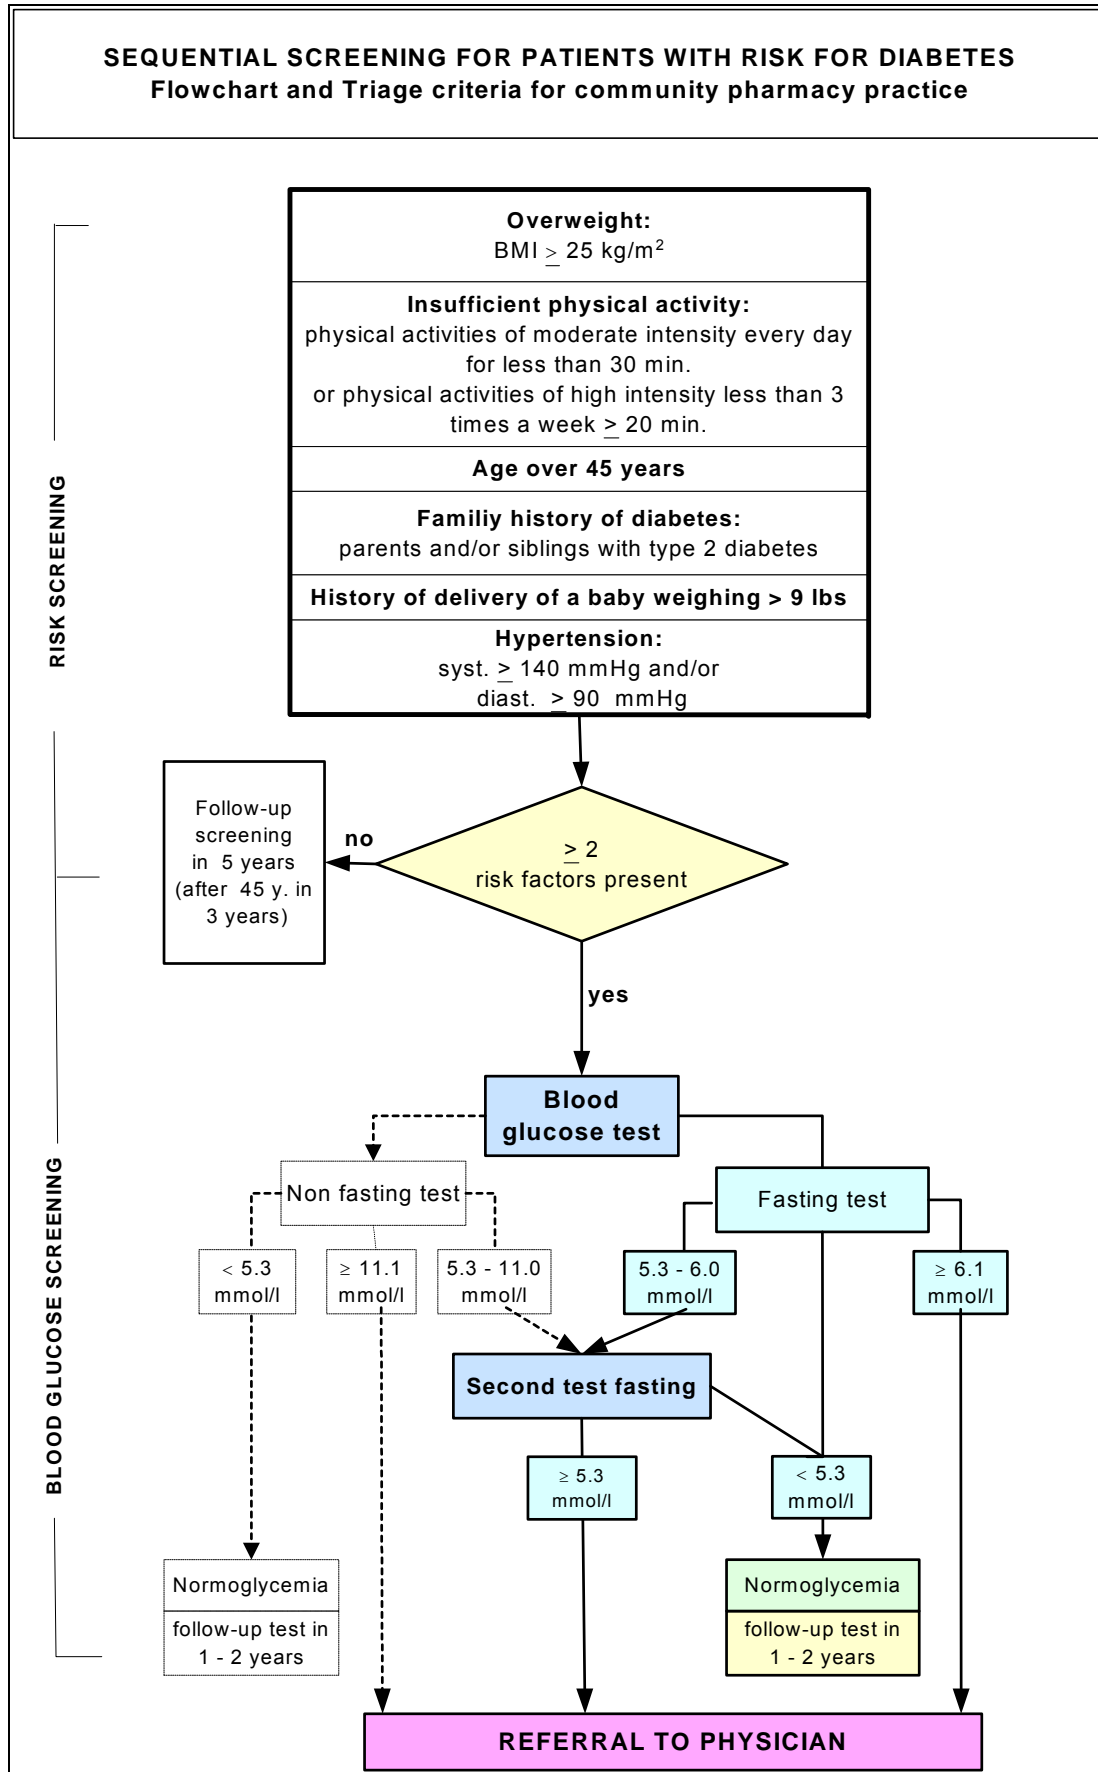 SEQUENTIAL SCREENING FOR PATIENTS WITH RISK FOR DIABETES
Flowchart and Triage criteria for community pharmacy practice
RISK SCREENING
BLOOD GLUCOSE SCREENING
Overweight:
BMI ≥ 25 kg/m²
Insufficient physical activity:
physical activities of moderate intensity every day
for less than 30 min.
or physical activities of high intensity less than 3
times a week ≥ 20 min.
Age over 45 years
Familiy history of diabetes:
parents and/or siblings with type 2 diabetes
History of delivery of a baby weighing > 9 lbs
Hypertension:
syst. ≥ 140 mmHg and/or
diast. ≥ 90 mmHg
Follow-up
screening
in 5 years
(after 45 y. in
3 years)
no
≥ 2
risk factors present
yes
Blood
glucose test
Non fasting test
Fasting test
< 5.3
mmol/l
≥ 11.1
mmol/l
5.3 - 11.0
mmol/l
5.3 - 6.0
mmol/l
≥ 6.1
mmol/l
Second test fasting
≥ 5.3
mmol/l
< 5.3
mmol/l
Normoglycemia
follow-up test in
1 - 2 years
Normoglycemia
follow-up test in
1 - 2 years
REFERRAL TO PHYSICIAN